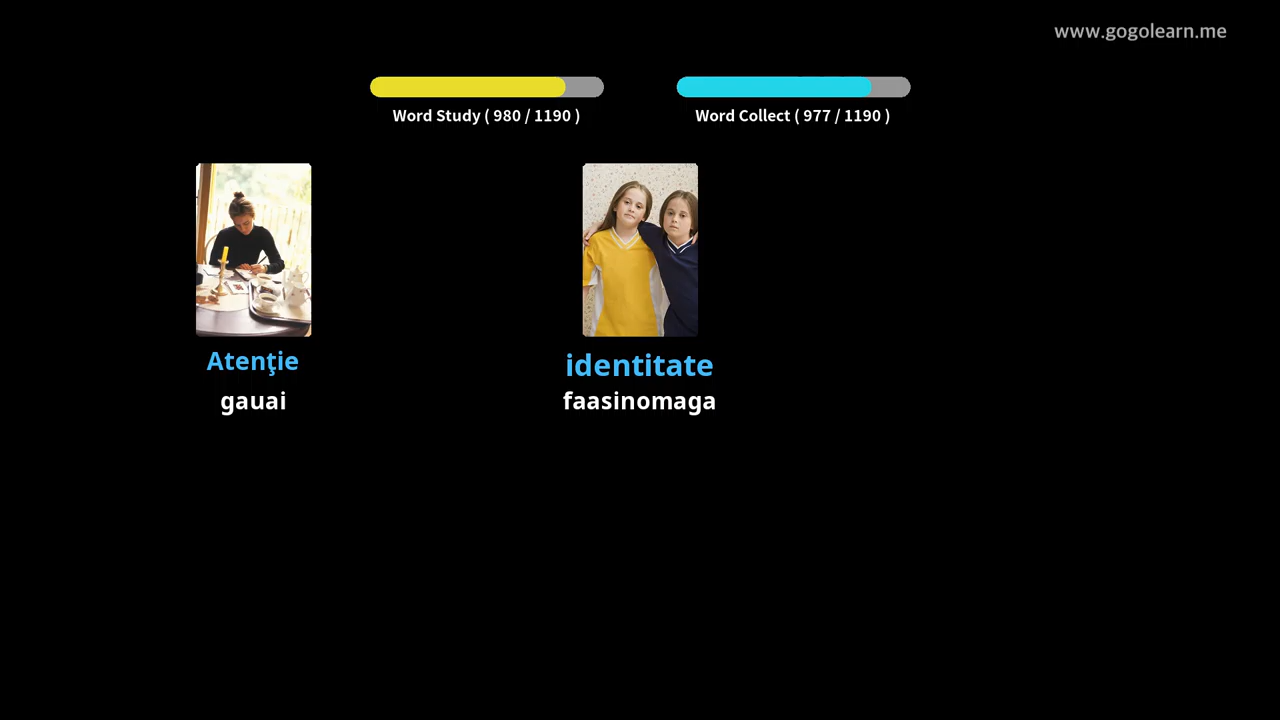 www.gogolearn.me
Word Study ( 980 / 1190 )
Word Collect ( 977 / 1190 )
Atenţie
gauai
identitate
faasinomaga